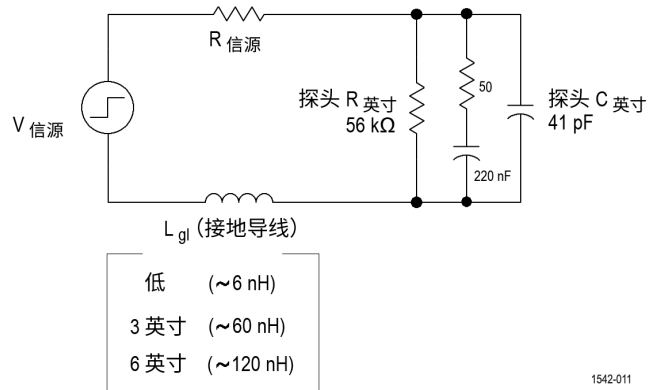 R 信源
V 信源
探头 R 英寸
56 kΩ
50
220 nF
探头 C 英寸
41 pF
L gl (接地导线)
低 (~6 nH)
3 英寸 (~60 nH)
6 英寸 (~120 nH)
1542-011